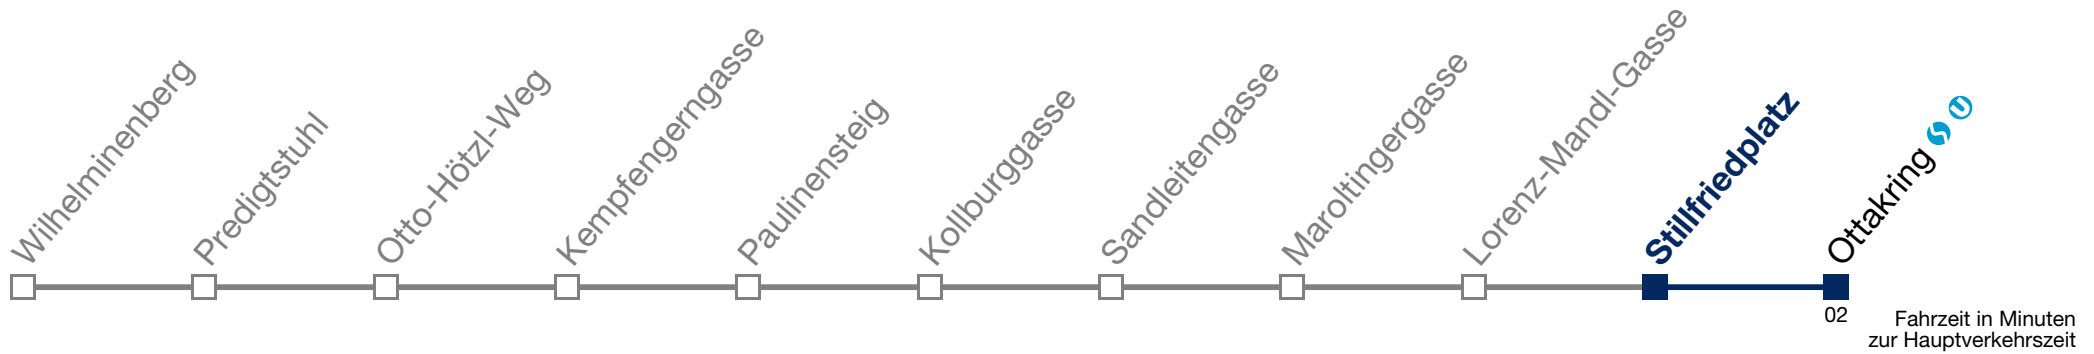 Wilhelminenberg
Predigtstuhl
Otto-Hötzl-Weg
Kempfengerngasse
Paulinensteig
Kollburggasse
Sandleitengasse
Maroltingergasse
Lorenz-Mandl-Gasse
Stillfriedplatz
Ottakring S U
02
Fahrzeit in Minuten
zur Hauptverkehrszeit